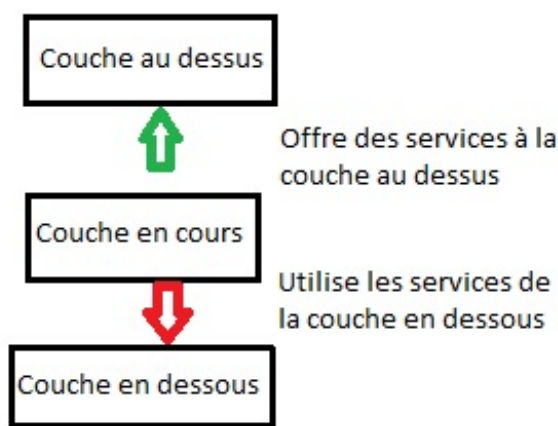 Couche au dessus
Offre des services à la
couche au dessus
Couche en cours
Utilise les services de
la couche en dessous
Couche en dessous